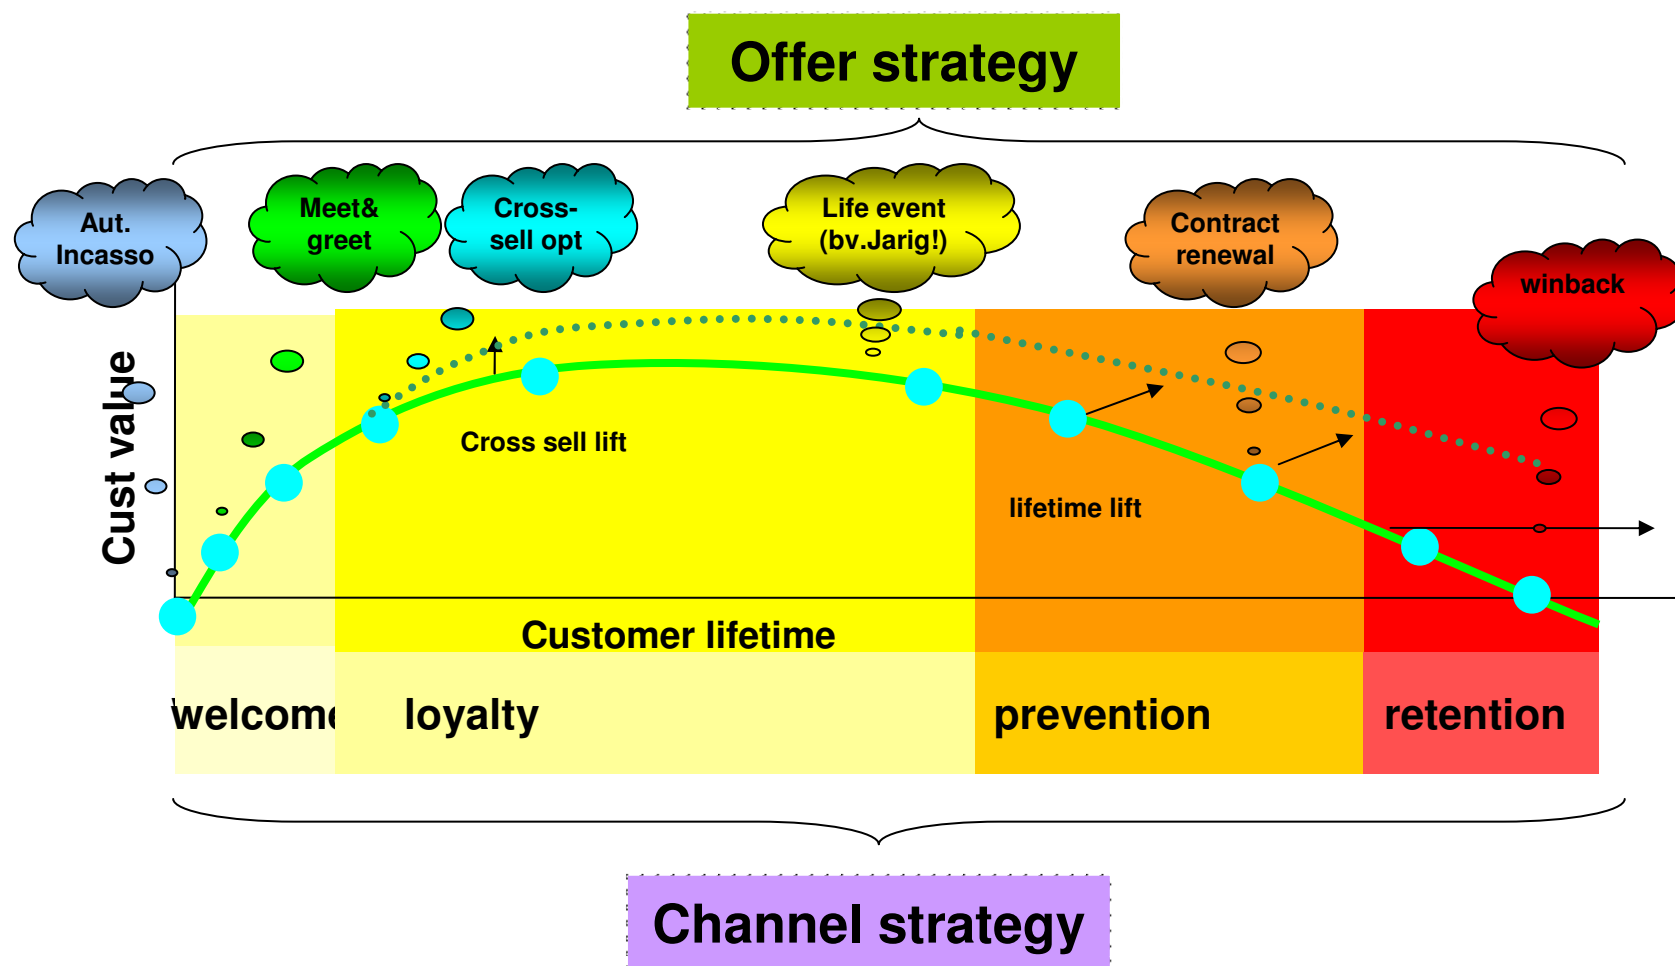 Offer strategy
Aut.
Incasso
Meet&
greet
Cross-
sell opt
Life event
(bv.Jarig!)
Contract
renewal
winback
Cust value
Cross sell lift
lifetime lift
Customer lifetime
welcome
loyalty
prevention
retention
Channel strategy